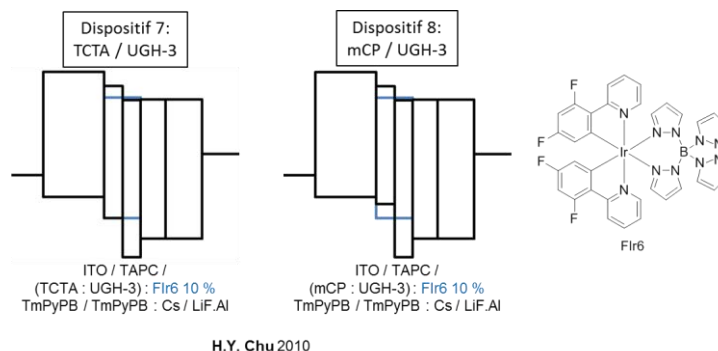 Dispositif 7:
TCTA / UGH-3
Dispositif 8:
mCP / UGH-3
ITO / TAPC /
(TCTA : UGH-3) : FIr6 10 %
TmPyPB / TmPyPB : Cs / LiF.Al
ITO / TAPC /
(mCP : UGH-3) : FIr6 10 %
TmPyPB / TmPyPB : Cs / LiF.Al
F
F
N
N
N
Ir
B
N
N
F
N
N
N
N
F
N
N
FIr6
H.Y. Chu 2010